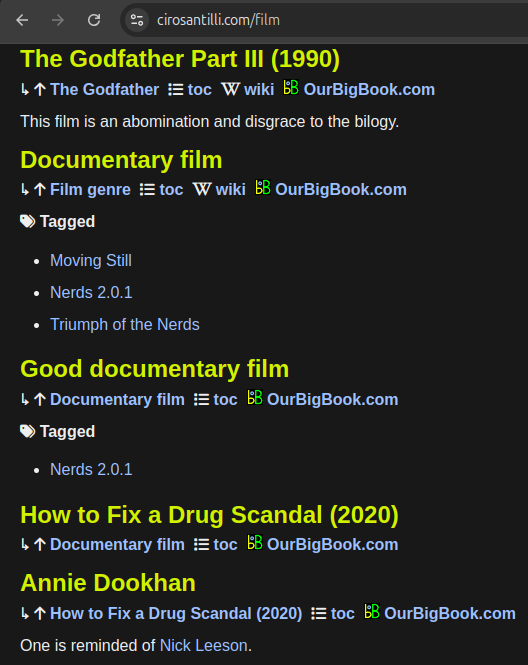 cirosantilli.com/film
The Godfather Part III (1990)
↳ ↑ The Godfather toc W wiki OurBigBook.com
This film is an abomination and disgrace to the bilogy.
Documentary film
↳ ↑ Film genre toc W wiki OurBigBook.com
Tagged
• Moving Still
• Nerds 2.0.1
• Triumph of the Nerds
Good documentary film
↳ ↑ Documentary film toc OurBigBook.com
Tagged
• Nerds 2.0.1
How to Fix a Drug Scandal (2020)
↳ ↑ Documentary film toc OurBigBook.com
Annie Dookhan
↳ ↑ How to Fix a Drug Scandal (2020) toc OurBigBook.com
One is reminded of Nick Leeson.